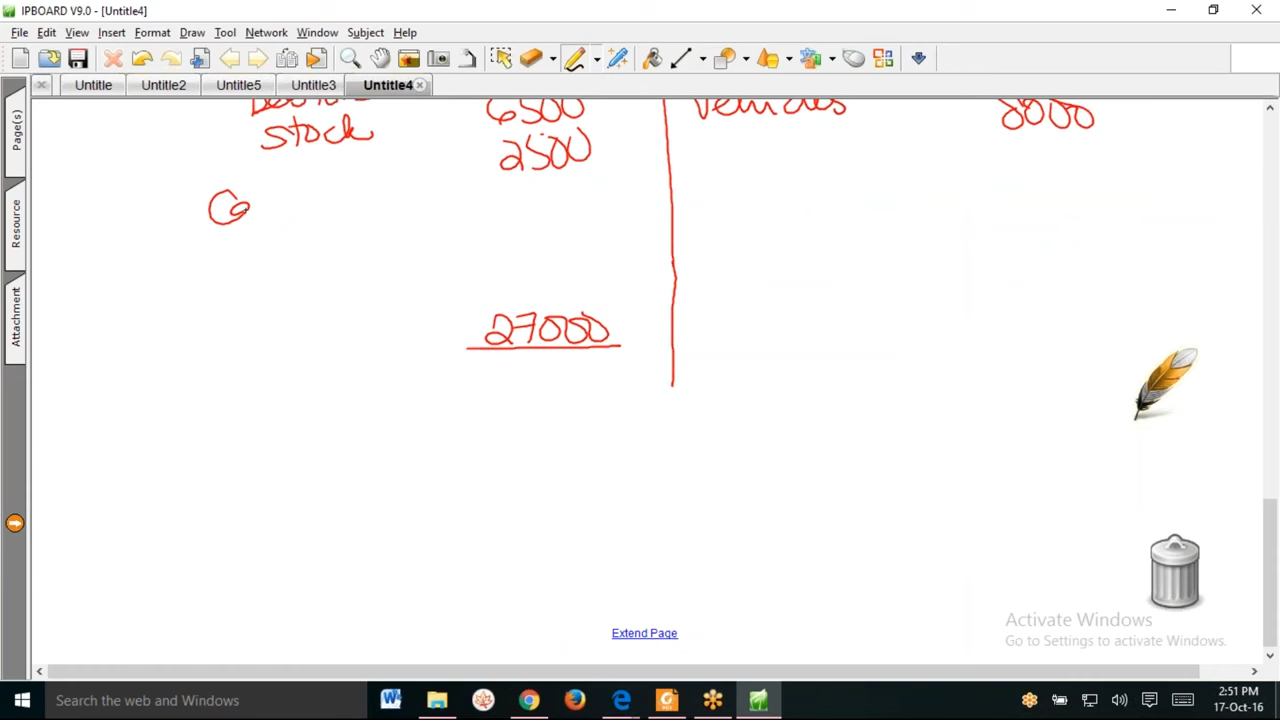 IPBOARD V9.0 - [Untitle4]
File Edit View Insert Format Draw Tool Network Window Subject Help
Untitle Untitle2 Untitle5 Untitle3 Untitle4
Page(s)
Resource
Attachment
6500 vehicles 8000
stock
2500
27000
Extend Page
Activate Windows
Go to Settings to activate Windows.
Search the web and Windows
2:51 PM
17-Oct-16